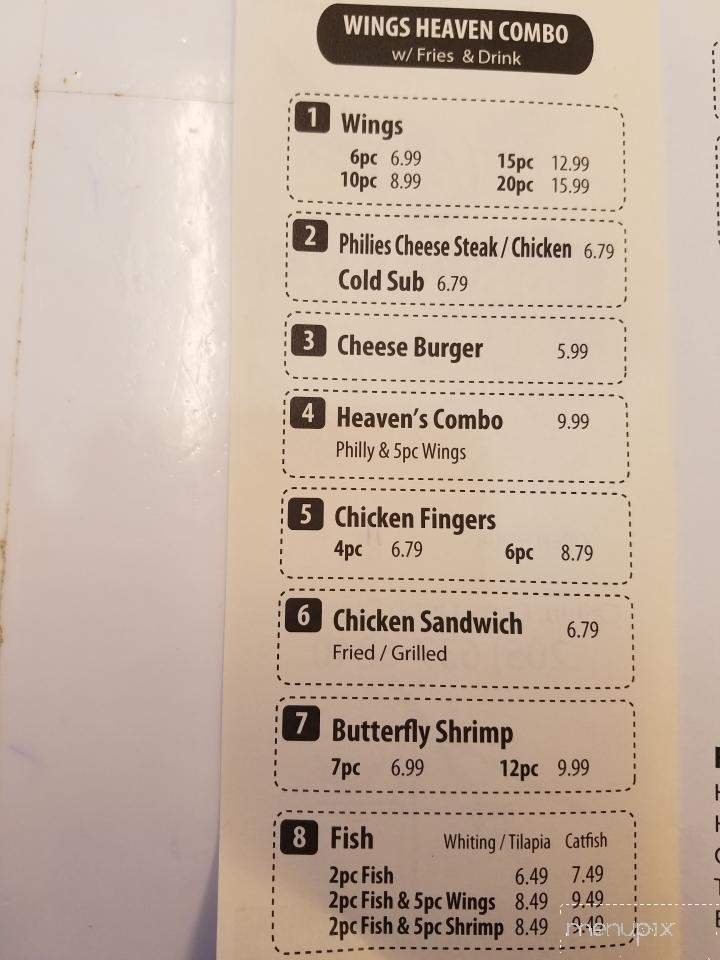 WINGS HEAVEN COMBO
w/ Fries & Drink
1 Wings
6pc 6.99 15pc 12.99
10pc 8.99 20pc 15.99
2 Philies Cheese Steak / Chicken 6.79
Cold Sub 6.79
3 Cheese Burger 5.99
4 Heaven's Combo 9.99
Philly & 5pc Wings
5 Chicken Fingers
4pc 6.79 6pc 8.79
6 Chicken Sandwich 6.79
Fried / Grilled
7 Butterfly Shrimp
7pc 6.99 12pc 9.99
8 Fish Whiting / Tilapia Catfish
2pc Fish 6.49 7.49
2pc Fish & 5pc Wings 8.49 9.49
2pc Fish & 5pc Shrimp 8.49 9.49
menupix